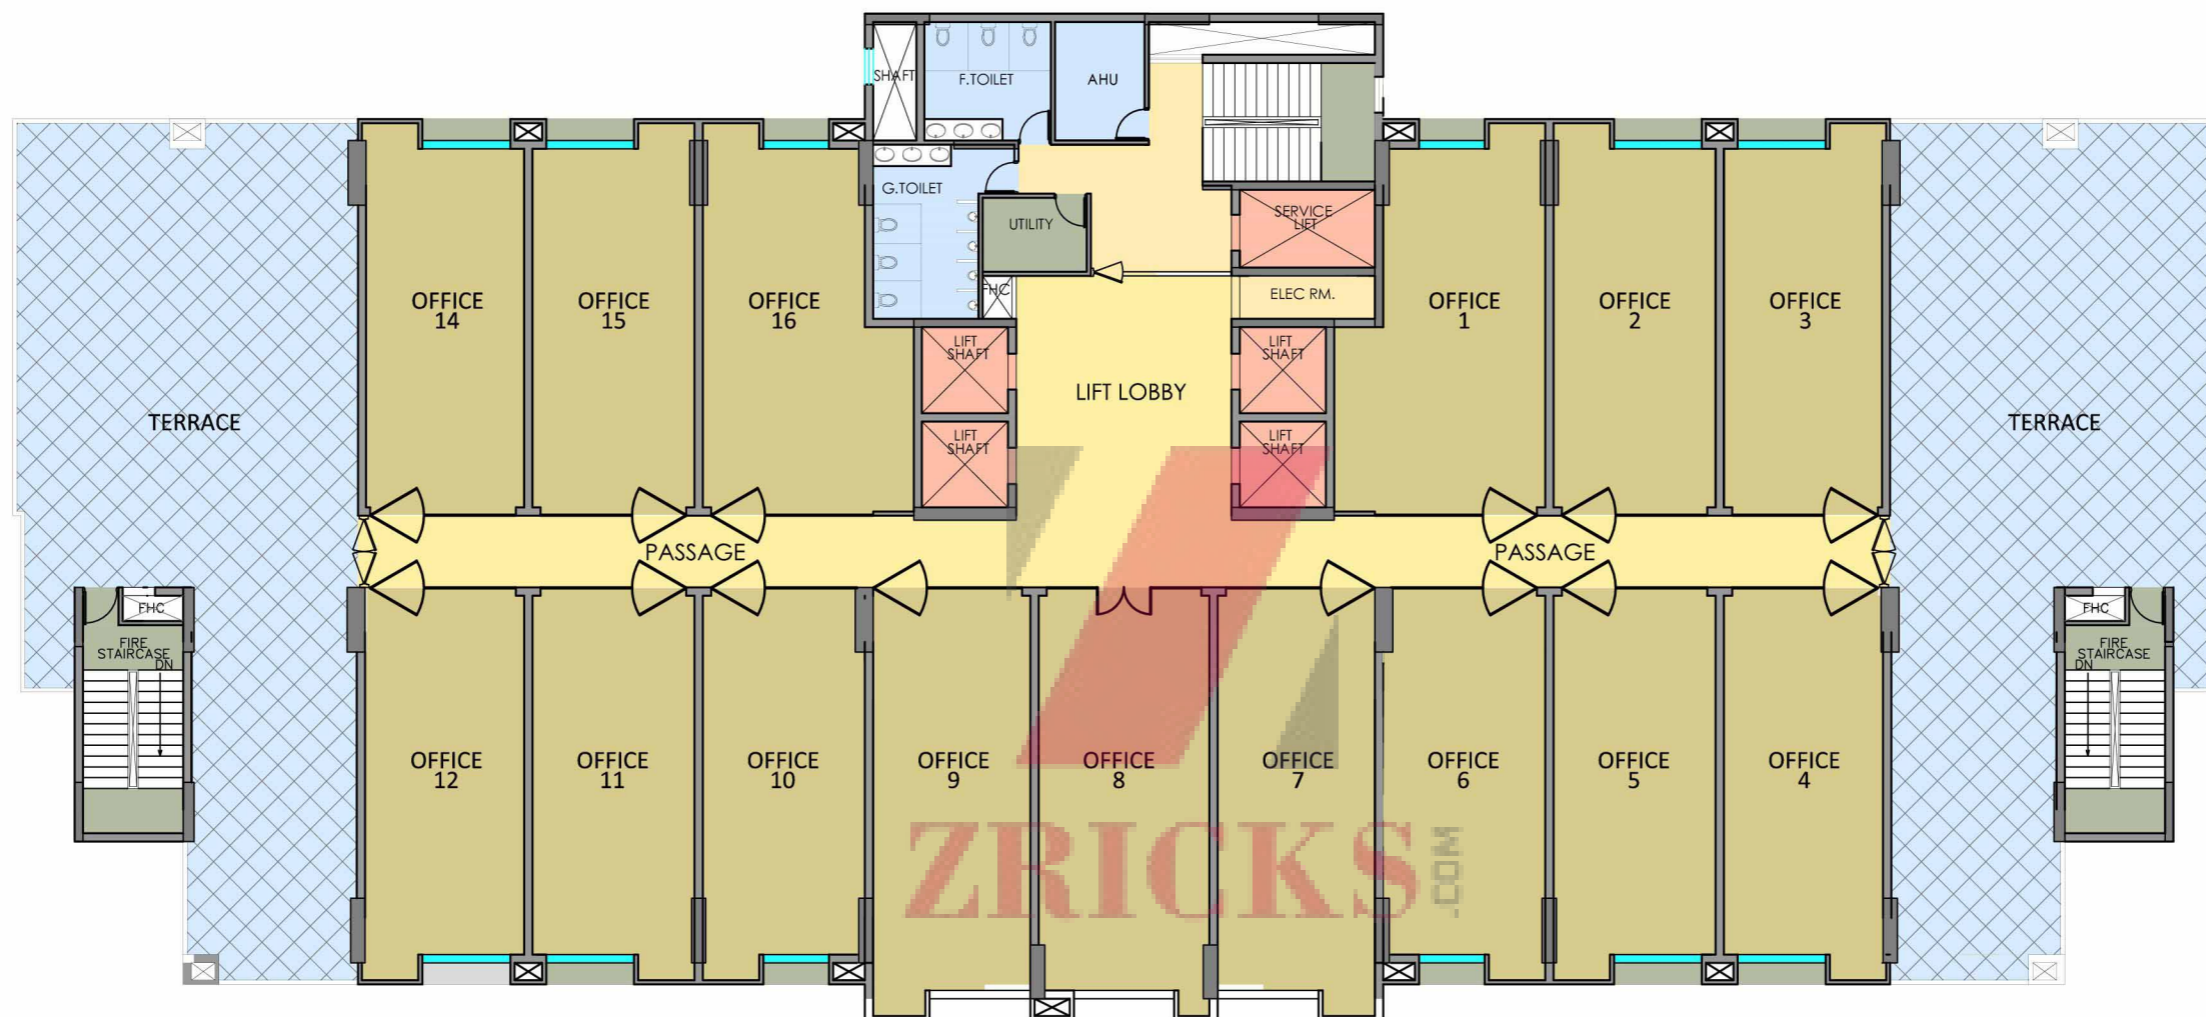 SHAFT
F.TOILET
AHU
G.TOILET
UTILITY
SERVICE
LIFT
FHC
ELEC RM.
OFFICE
14
OFFICE
15
OFFICE
16
OFFICE
1
OFFICE
2
OFFICE
3
LIFT
SHAFT
LIFT
SHAFT
LIFT LOBBY
TERRACE
TERRACE
LIFT
SHAFT
LIFT
SHAFT
PASSAGE
PASSAGE
FHC
FIRE
STAIRCASE
DN
FHC
FIRE
STAIRCASE
DN
OFFICE
12
OFFICE
11
OFFICE
10
OFFICE
9
OFFICE
8
OFFICE
7
OFFICE
6
OFFICE
5
OFFICE
4
ZRICKS
.COM